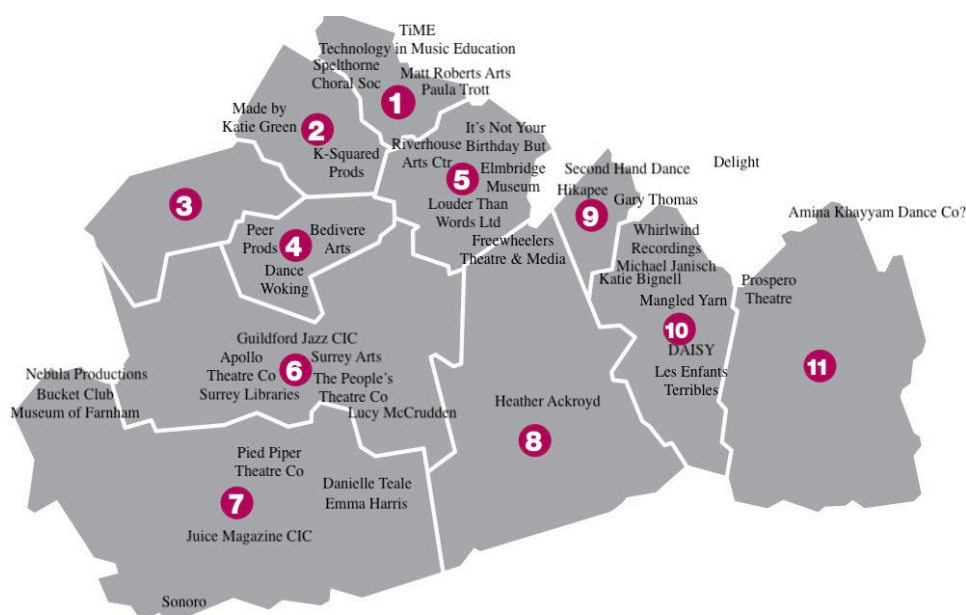 TiME
Technology in Music Education
Spelthorne
Choral Soc
Matt Roberts Arts
Paula Trott
1
Made by
Katie Green
2
K-Squared
Prods
It's Not Your
Birthday But
Riverhouse
Arts Ctr
5
Elmbridge
Museum
Louder Than
Words Ltd
Freewheelers
Theatre & Media
Second Hand Dance
Hikapee
9
Gary Thomas
Delight
Amina Khayyam Dance Co?
3
Peer
Prods
4
Bedivere
Arts
Dance
Woking
Whirlwind
Recordings
Michael Janisch
Katie Bignell
Mangled Yarn
10
DAISY
Les Enfants
Terribles
Prospero
Theatre
11
Guildford Jazz CIC
Apollo
Theatre Co
6
Surrey Arts
The People's
Theatre Co
Surrey Libraries
Lucy McCrudden
Nebula Productions
Bucket Club
Museum of Farnham
Heather Ackroyd
8
Pied Piper
Theatre Co
7
Danielle Teale
Emma Harris
Juice Magazine CIC
Sonoro